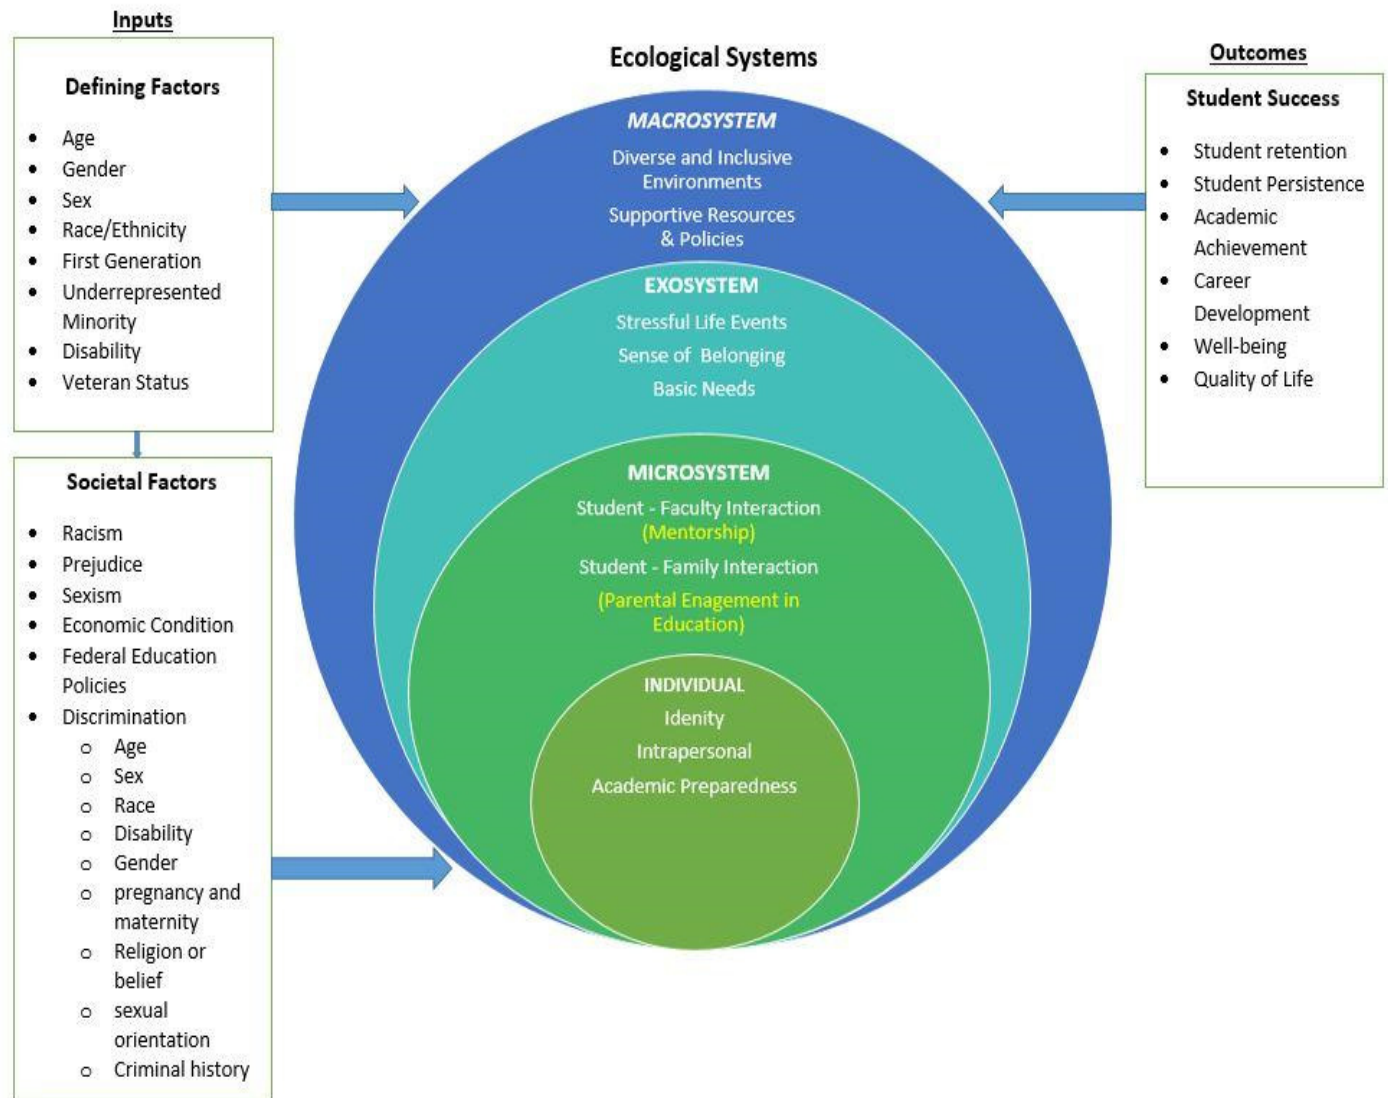 Inputs
Defining Factors
• Age
• Gender
• Sex
• Race/Ethnicity
• First Generation
• Underrepresented
Minority
• Disability
• Veteran Status
Societal Factors
• Racism
• Prejudice
• Sexism
• Economic Condition
• Federal Education
Policies
• Discrimination
o Age
o Sex
o Race
o Disability
o Gender
o pregnancy and
maternity
o Religion or
belief
o sexual
orientation
o Criminal history
Ecological Systems
MACROSYSTEM
Diverse and Inclusive
Environments
Supportive Resources
& Policies
EXOSYSTEM
Stressful Life Events
Sense of Belonging
Basic Needs
MICROSYSTEM
Student - Faculty Interaction
(Mentorship)
Student - Family Interaction
(Parental Enagement in
Education)
INDIVIDUAL
Idenity
Intrapersonal
Academic Preparedness
Outcomes
Student Success
• Student retention
• Student Persistence
• Academic
Achievement
• Career
Development
• Well-being
• Quality of Life